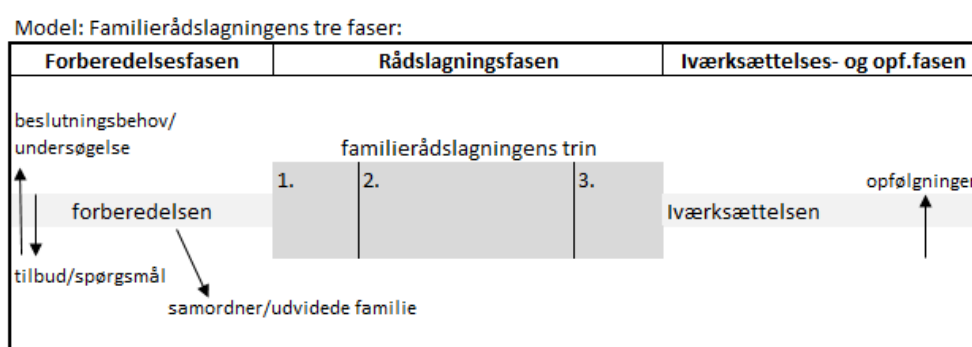 Model: Familierådslagningens tre faser:
Forberedelsesfasen Rådslagningsfasen Iværksættelses- og opf.fasen
beslutningsbehov/
undersøgelse
familierådslagningens trin
1. 2. 3.
opfølgningen
forberedelsen
Iværksættelsen
tilbud/spørgsmål
samordner/udvidede familie